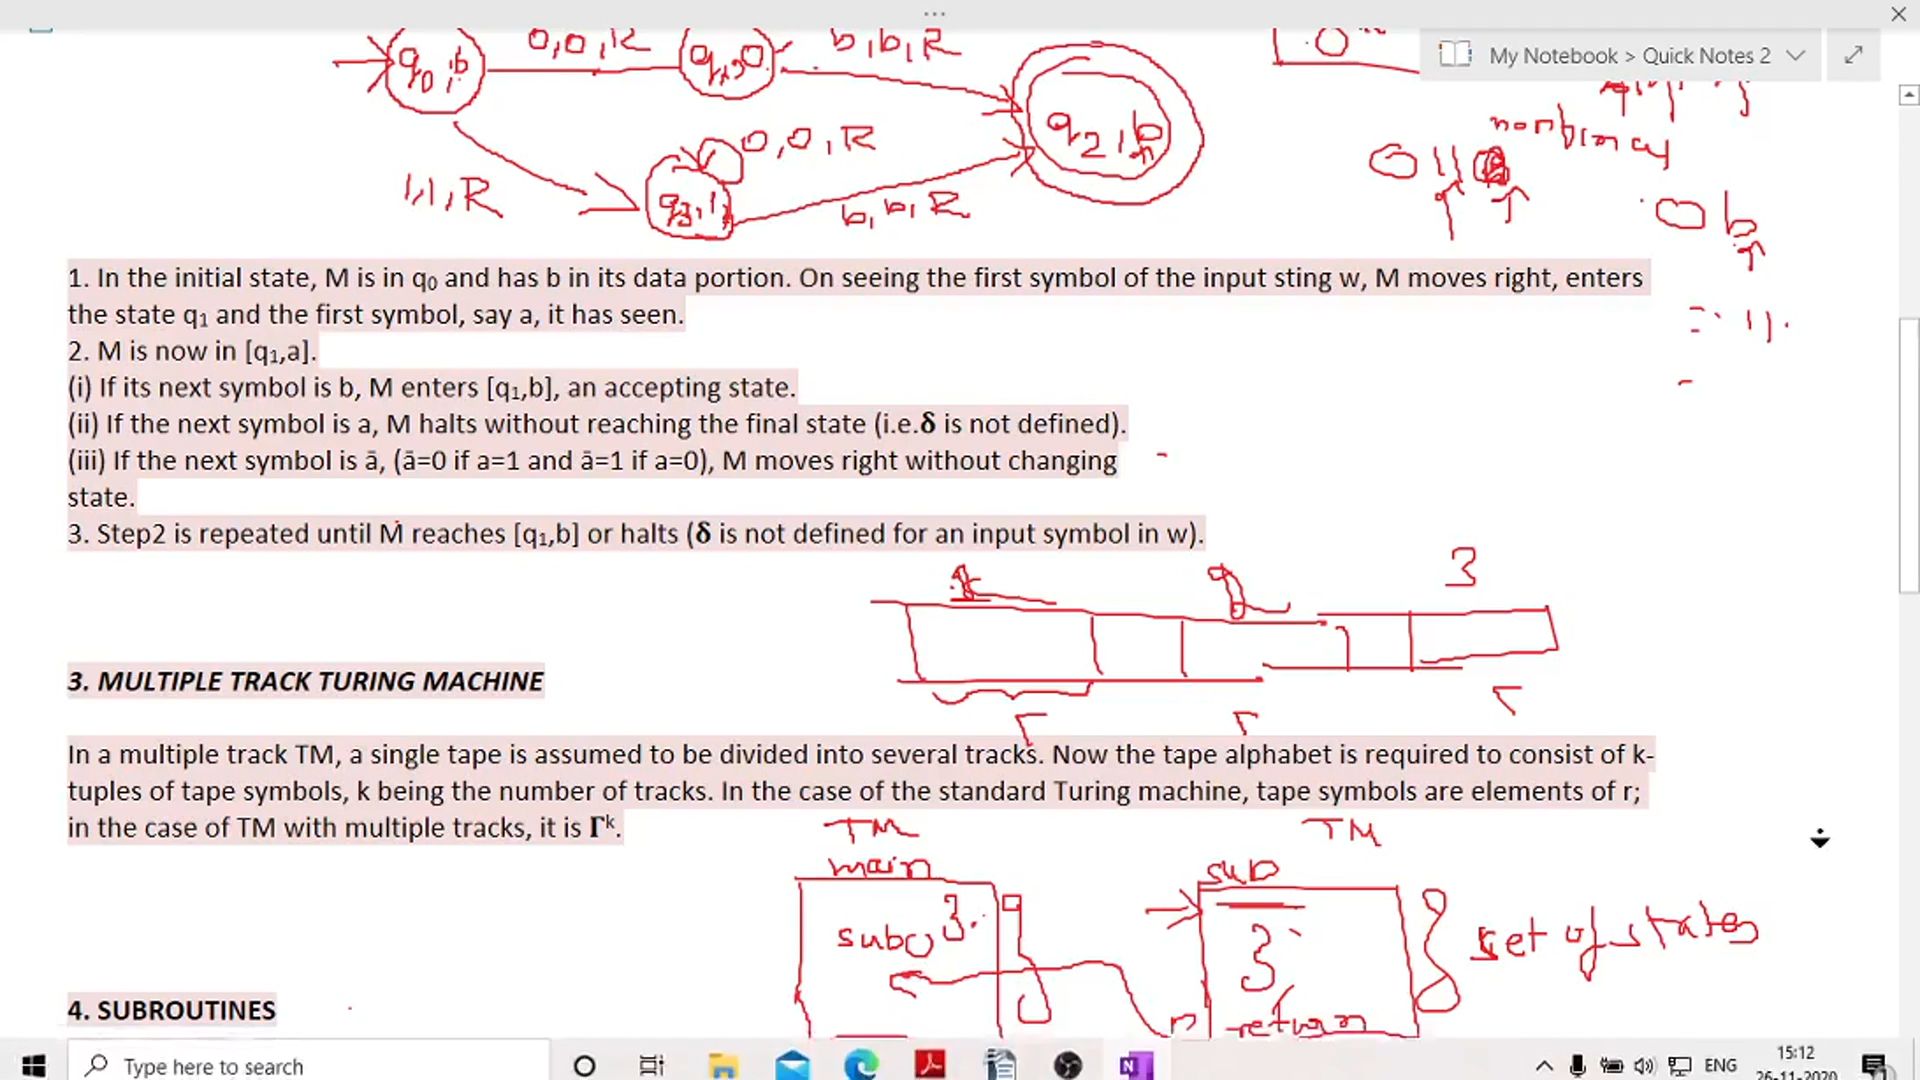 My Notebook > Quick Notes 2
q0, b
0,0,R
b,b,R
q2, b
nonbinary
0,0,R
1,1,R
b, b, R
0 b
1. In the initial state, M is in q₀ and has b in its data portion. On seeing the first symbol of the input sting w, M moves right, enters
the state q₁ and the first symbol, say a, it has seen.
2. M is now in [q₁,a].
(i) If its next symbol is b, M enters [q₁,b], an accepting state.
(ii) If the next symbol is a, M halts without reaching the final state (i.e.δ is not defined).
(iii) If the next symbol is ā, (ā=0 if a=1 and ā=1 if a=0), M moves right without changing
state.
3. Step2 is repeated until M reaches [q₁,b] or halts (δ is not defined for an input symbol in w).
3
3. MULTIPLE TRACK TURING MACHINE
Γ Γ Γ
In a multiple track TM, a single tape is assumed to be divided into several tracks. Now the tape alphabet is required to consist of k-
tuples of tape symbols, k being the number of tracks. In the case of the standard Turing machine, tape symbols are elements of r;
in the case of TM with multiple tracks, it is Γᵏ.
TM TM
main sub
sub()
set of states
return
4. SUBROUTINES
Type here to search
ENG
15:12
26-11-2020